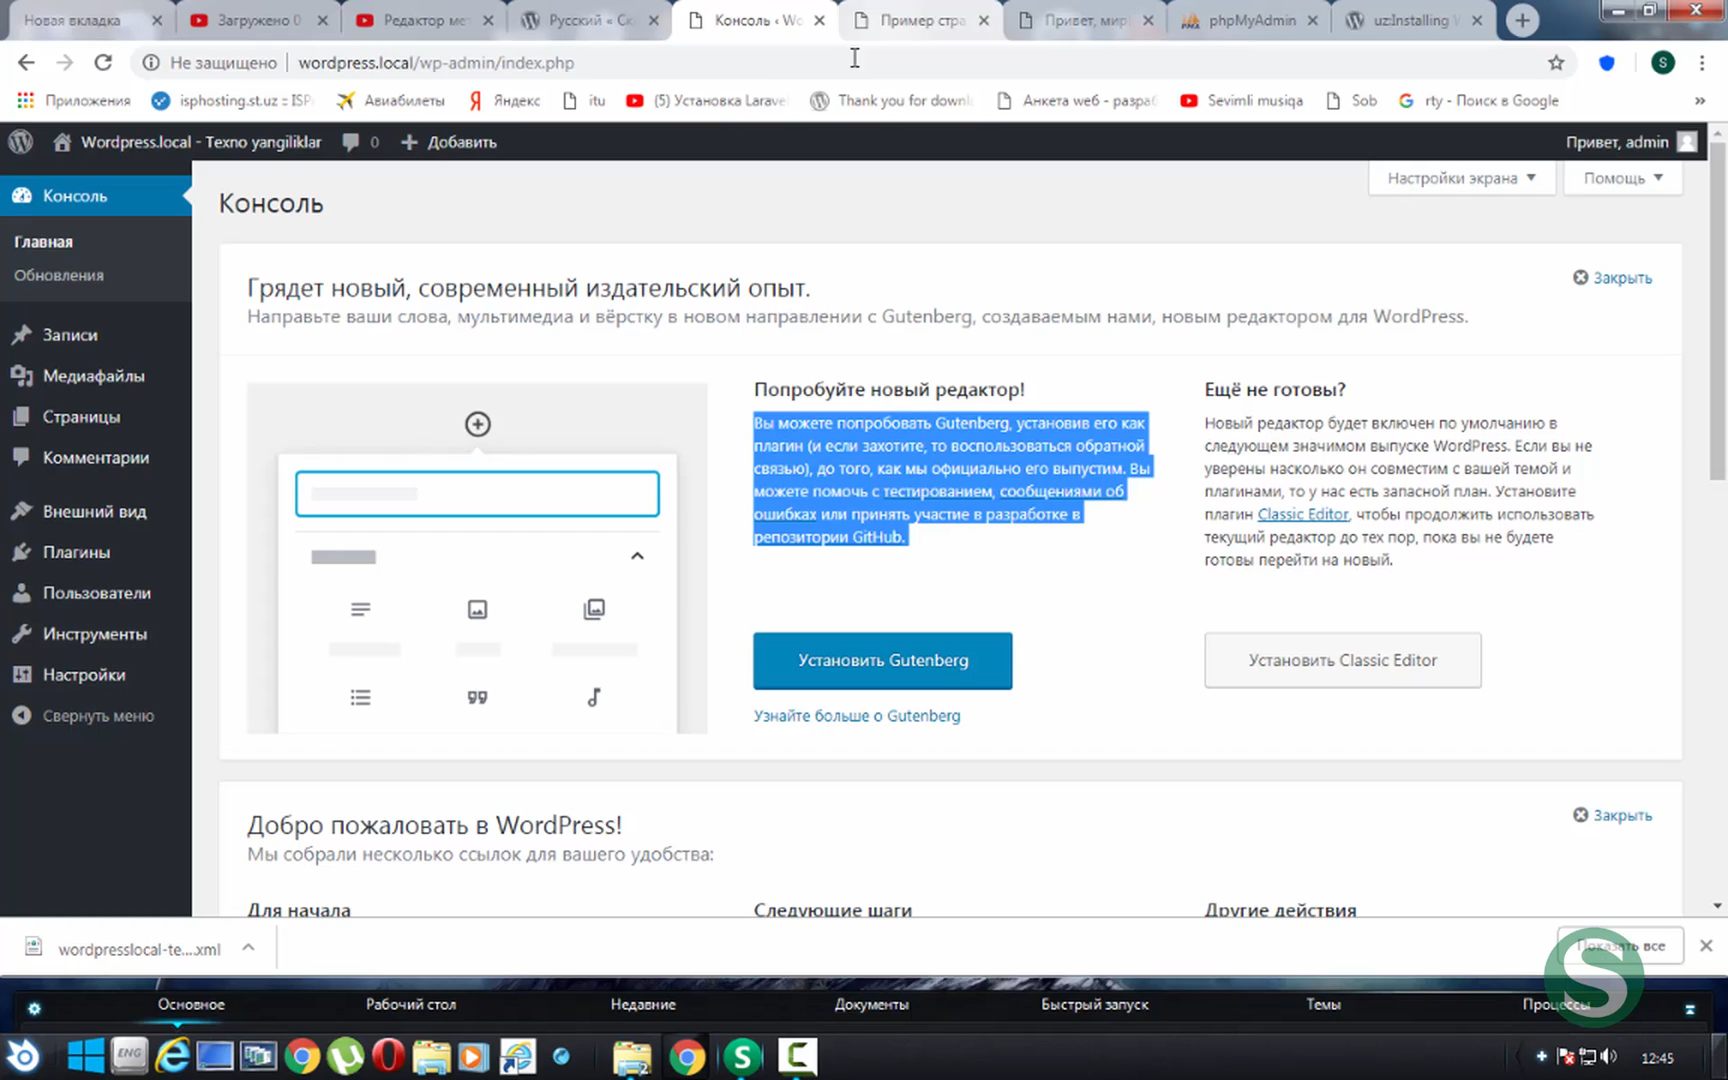 Новая вкладка
Загружено 0
Редактор мет
Русский « Ск
Консоль ‹ Wo
Пример стра
Привет, мир!
phpMyAdmin
uz:Installing W
Не защищено
wordpress.local/wp-admin/index.php
S
Приложения
isphosting.st.uz :: ISP
Авиабилеты
Яндекс
itu
(5) Установка Larave
Thank you for downl
Анкета web - разраб
Sevimli musiqa
Sob
rty - Поиск в Google
»
Wordpress.local - Texno yangiliklar
0
Добавить
Привет, admin
Консоль
Главная
Обновления
Записи
Медиафайлы
Страницы
Комментарии
Внешний вид
Плагины
Пользователи
Инструменты
Настройки
Свернуть меню
Консоль
Настройки экрана
Помощь
Грядет новый, современный издательский опыт.
Закрыть
Направьте ваши слова, мультимедиа и вёрстку в новом направлении с Gutenberg, создаваемым нами, новым редактором для WordPress.
Попробуйте новый редактор!
Вы можете попробовать Gutenberg, установив его как
плагин (и если захотите, то воспользоваться обратной
связью), до того, как мы официально его выпустим. Вы
можете помочь с тестированием, сообщениями об
ошибках или принять участие в разработке в
репозитории GitHub.
Установить Gutenberg
Узнайте больше о Gutenberg
Ещё не готовы?
Новый редактор будет включен по умолчанию в
следующем значимом выпуске WordPress. Если вы не
уверены насколько он совместим с вашей темой и
плагинами, то у нас есть запасной план. Установите
плагин Classic Editor, чтобы продолжить использовать
текущий редактор до тех пор, пока вы не будете
готовы перейти на новый.
Установить Classic Editor
Добро пожаловать в WordPress!
Закрыть
Мы собрали несколько ссылок для вашего удобства:
Для начала
Следующие шаги
Другие действия
wordpresslocal-te....xml
Показать все
S
Основное
Рабочий стол
Недавние
Документы
Быстрый запуск
Темы
Процессы
ENG
12:45